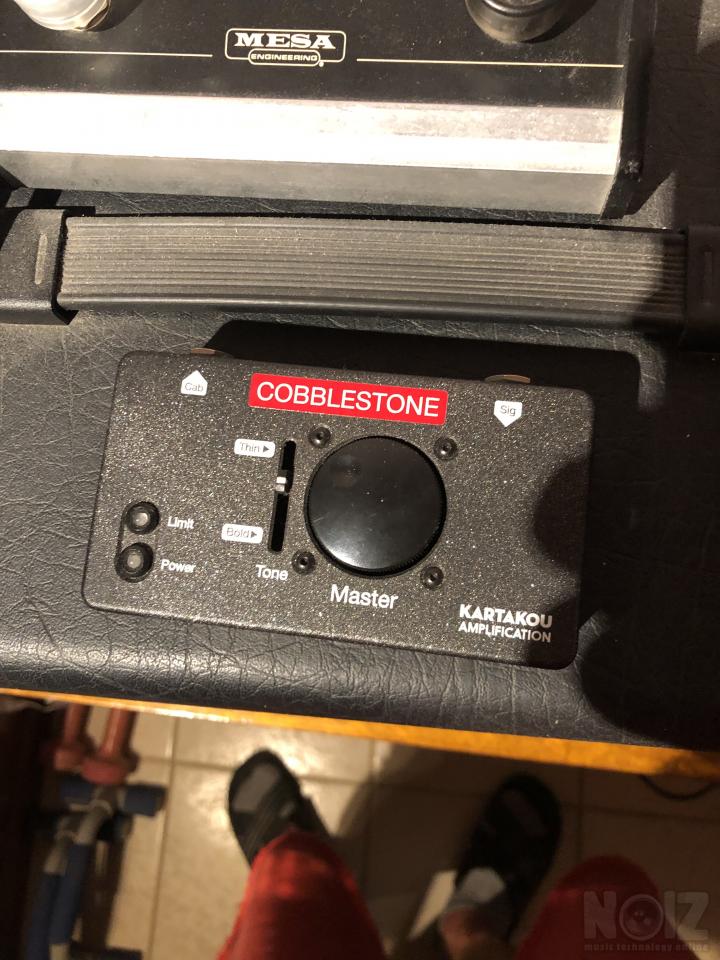 MESA
ENGINEERING
Cab
COBBLESTONE
Sig
Thin
Limit
Bold
Power
Tone
Master
KARTAKOU
AMPLIFICATION
NOIZ
music technology online